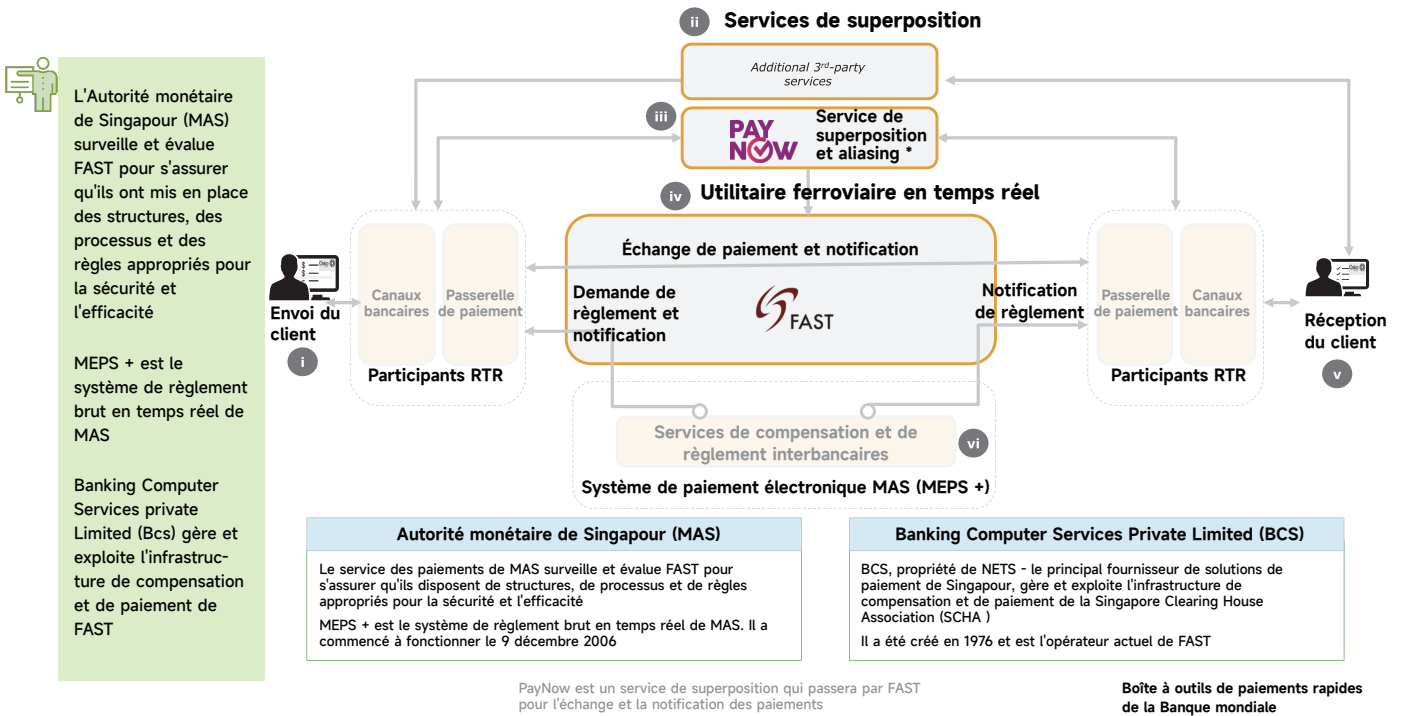 ii Services de superposition
Additional 3rd-party
services
L'Autorité monétaire
de Singapour (MAS)
surveille et évalue
FAST pour s'assurer
qu'ils ont mis en place
des structures, des
processus et des
règles appropriés pour
la sécurité et
l'efficacité
MEPS + est le
système de règlement
brut en temps réel de
MAS
Banking Computer
Services private
Limited (Bcs) gère et
exploite l'infrastruc-
ture de compensation
et de paiement de
FAST
iii
PAY
NOW
Service de
superposition
et aliasing *
iv Utilitaire ferroviaire en temps réel
Échange de paiement et notification
Demande de
règlement et
notification
FAST
Notification
de règlement
Envoi du
client
i
Canaux
bancaires
Passerelle
de paiement
Participants RTR
Passerelle
de paiement
Canaux
bancaires
Participants RTR
Réception
du client
v
Services de compensation et de
règlement interbancaires
vi
Système de paiement électronique MAS (MEPS +)
Autorité monétaire de Singapour (MAS)
Le service des paiements de MAS surveille et évalue FAST pour
s'assurer qu'ils disposent de structures, de processus et de règles
appropriés pour la sécurité et l'efficacité
MEPS + est le système de règlement brut en temps réel de MAS. Il a
commencé à fonctionner le 9 décembre 2006
Banking Computer Services Private Limited (BCS)
BCS, propriété de NETS - le principal fournisseur de solutions de
paiement de Singapour, gère et exploite l'infrastructure de
compensation et de paiement de la Singapore Clearing House
Association (SCHA )
Il a été créé en 1976 et est l'opérateur actuel de FAST
PayNow est un service de superposition qui passera par FAST
pour l'échange et la notification des paiements
Boîte à outils de paiements rapides
de la Banque mondiale